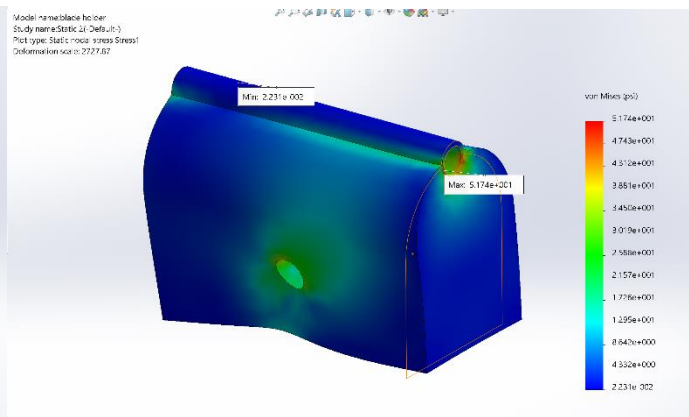 Model name:blade holder
Study name:Static 2(-Default-)
Plot type: Static nodal stress Stress1
Deformation scale: 2727.87
Min: 2.231e-002
von Mises (psi)
5.174e+001
4.743e+001
4.312e+001
3.881e+001
3.450e+001
3.019e+001
2.588e+001
2.157e+001
1.726e+001
1.295e+001
8.642e+000
4.332e+000
2.231e-002
Max: 5.174e+001